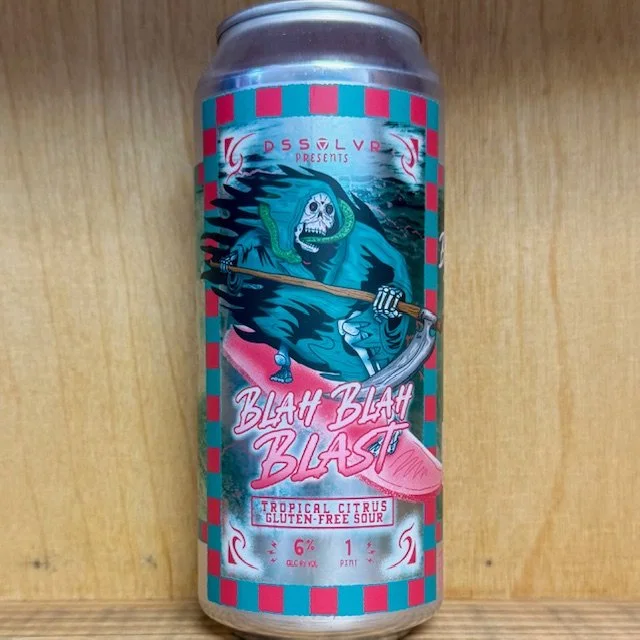 DSSOLVR
PRESENTS
BLAH BLAH
BLAST
TROPICAL CITRUS
GLUTEN-FREE SOUR
6% 1
ALC BY VOL PINT